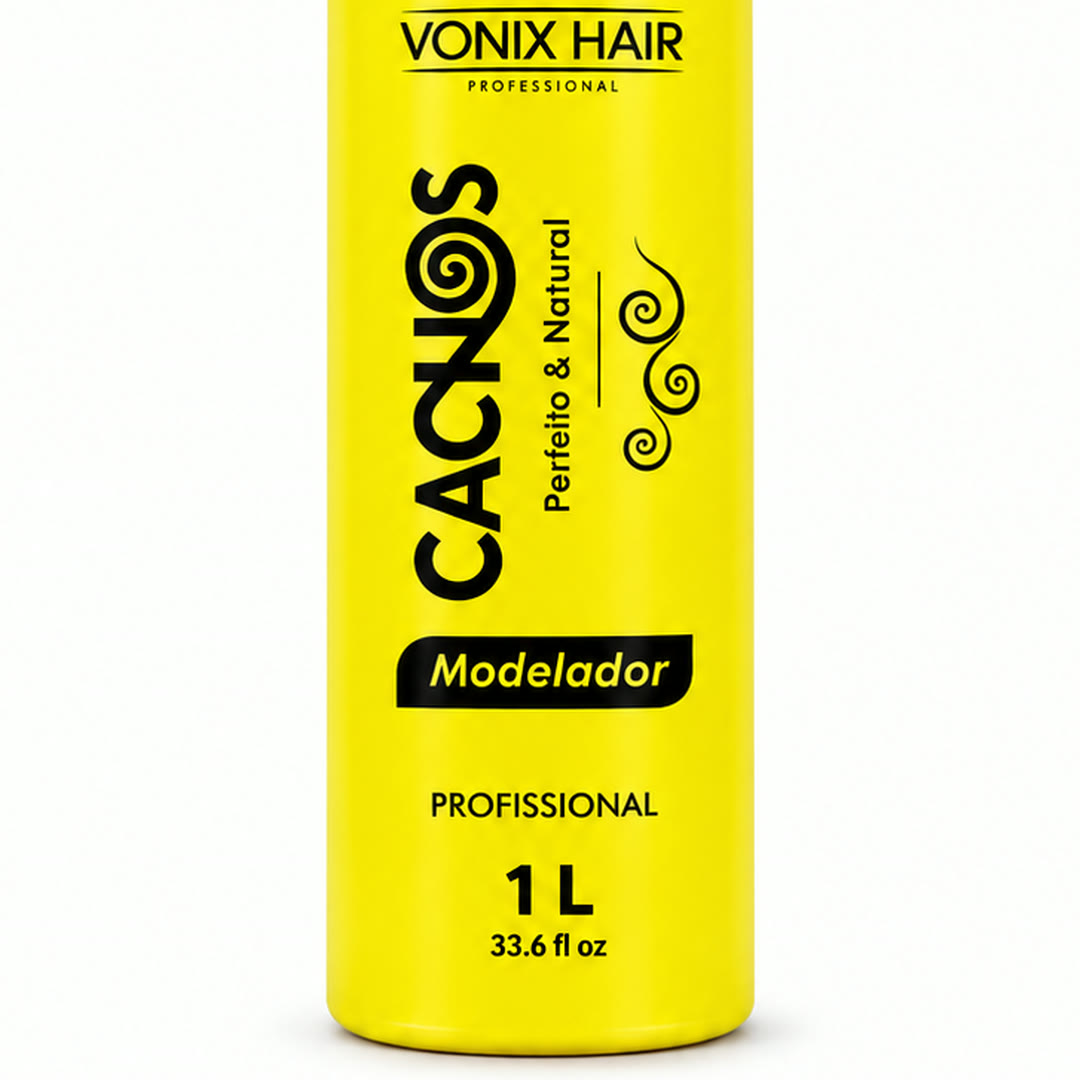 VONIX HAIR
PROFESSIONAL
CACHOS
Perfeito & Natural
Modelador
PROFISSIONAL
1 L
33.6 fl oz